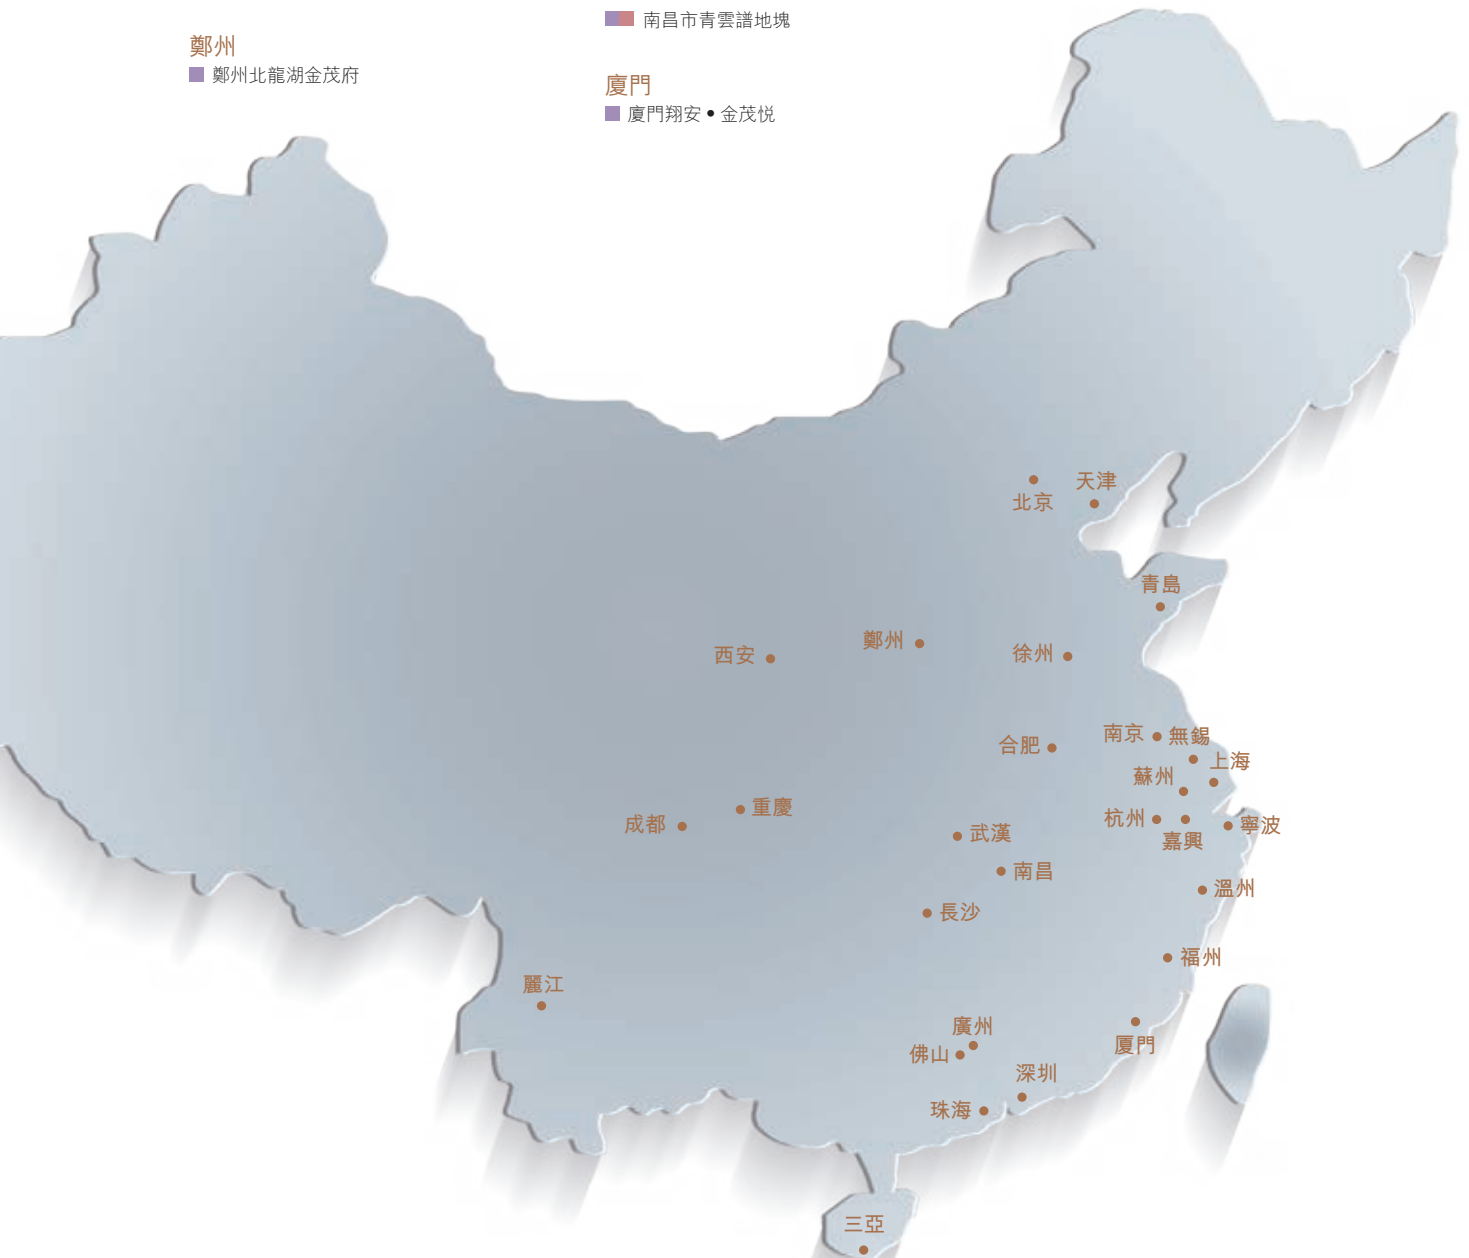 南昌市青雲譜地塊
鄭州
鄭州北龍湖金茂府
廈門
廈門翔安•金茂悦
天津
北京
青島
鄭州
徐州
西安
南京
無錫
合肥
上海
蘇州
重慶
成都
杭州
寧波
武漢
嘉興
南昌
溫州
長沙
福州
麗江
廣州
廈門
佛山
深圳
珠海
三亞